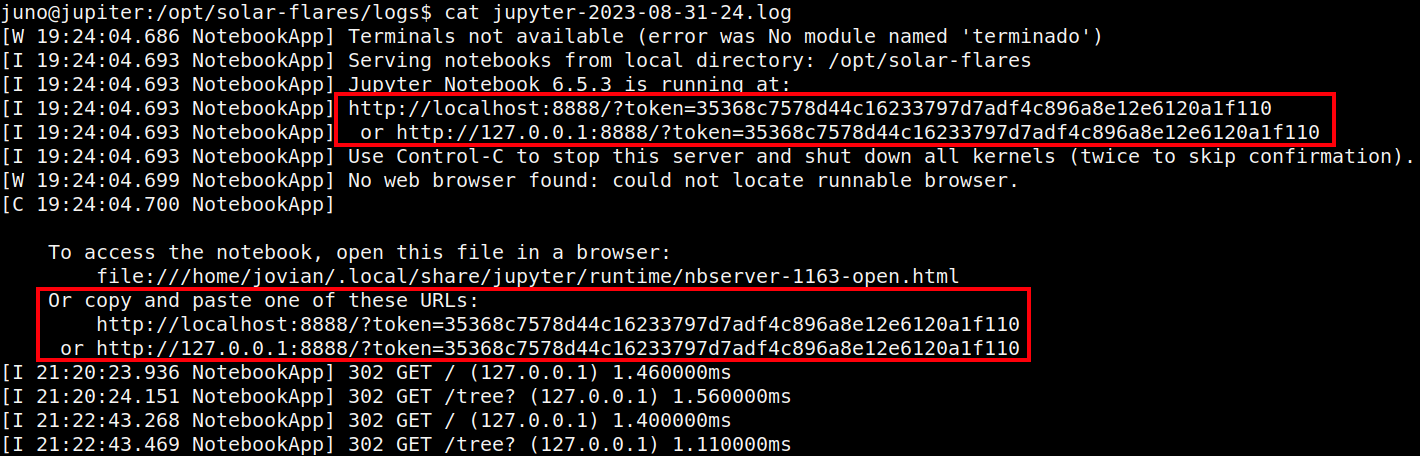 juno@jupiter:/opt/solar-flares/logs$ cat jupyter-2023-08-31-24.log
[W 19:24:04.686 NotebookApp] Terminals not available (error was No module named 'terminado')
[I 19:24:04.693 NotebookApp] Serving notebooks from local directory: /opt/solar-flares
[I 19:24:04.693 NotebookApp] Jupyter Notebook 6.5.3 is running at:
[I 19:24:04.693 NotebookApp] http://localhost:8888/?token=35368c7578d44c16233797d7adf4c896a8e12e6120a1f110
[I 19:24:04.693 NotebookApp]  or http://127.0.0.1:8888/?token=35368c7578d44c16233797d7adf4c896a8e12e6120a1f110
[I 19:24:04.693 NotebookApp] Use Control-C to stop this server and shut down all kernels (twice to skip confirmation).
[W 19:24:04.699 NotebookApp] No web browser found: could not locate runnable browser.
[C 19:24:04.700 NotebookApp]
    To access the notebook, open this file in a browser:
        file:///home/jovian/.local/share/jupyter/runtime/nbserver-1163-open.html
    Or copy and paste one of these URLs:
        http://localhost:8888/?token=35368c7578d44c16233797d7adf4c896a8e12e6120a1f110
     or http://127.0.0.1:8888/?token=35368c7578d44c16233797d7adf4c896a8e12e6120a1f110
[I 21:20:23.936 NotebookApp] 302 GET / (127.0.0.1) 1.460000ms
[I 21:20:24.151 NotebookApp] 302 GET /tree? (127.0.0.1) 1.560000ms
[I 21:22:43.268 NotebookApp] 302 GET / (127.0.0.1) 1.400000ms
[I 21:22:43.469 NotebookApp] 302 GET /tree? (127.0.0.1) 1.110000ms